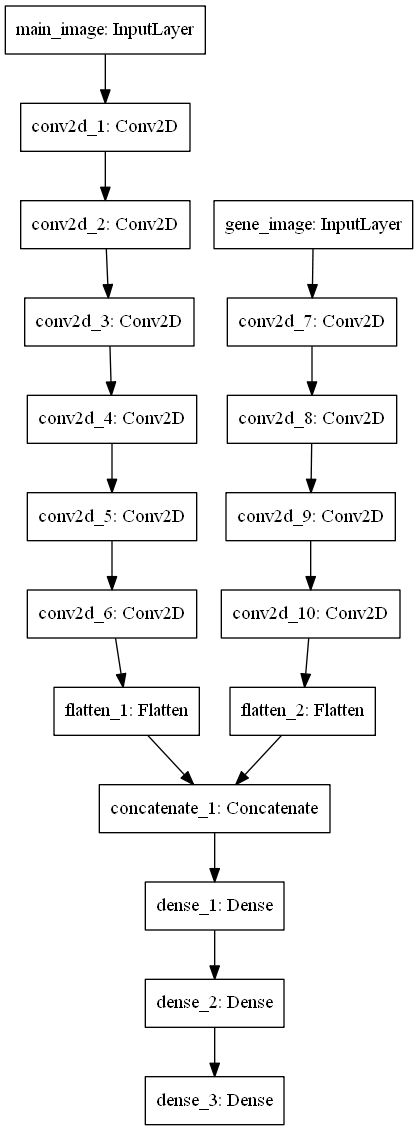 main_image: InputLayer
conv2d_1: Conv2D
conv2d_2: Conv2D
gene_image: InputLayer
conv2d_3: Conv2D
conv2d_7: Conv2D
conv2d_4: Conv2D
conv2d_8: Conv2D
conv2d_5: Conv2D
conv2d_9: Conv2D
conv2d_6: Conv2D
conv2d_10: Conv2D
flatten_1: Flatten
flatten_2: Flatten
concatenate_1: Concatenate
dense_1: Dense
dense_2: Dense
dense_3: Dense